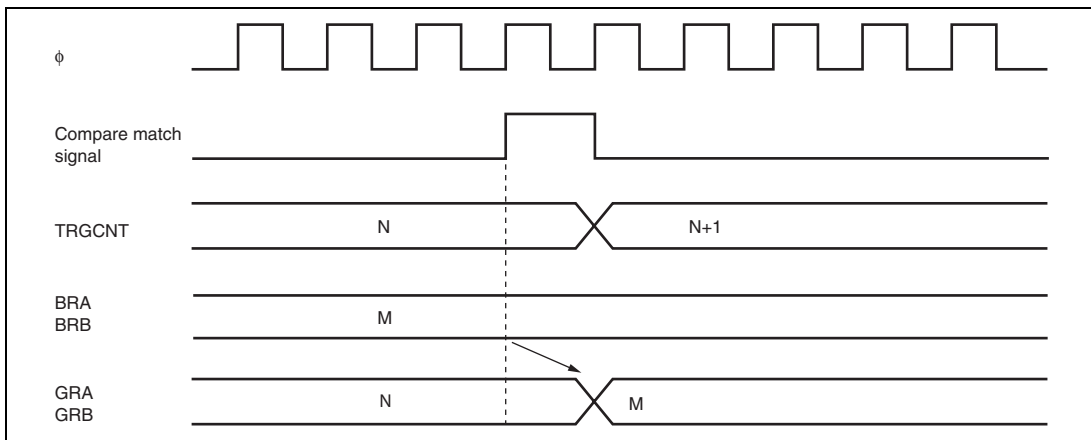 ϕ
Compare match
signal
TRGCNT
N
N+1
BRA
BRB
M
GRA
GRB
N
M